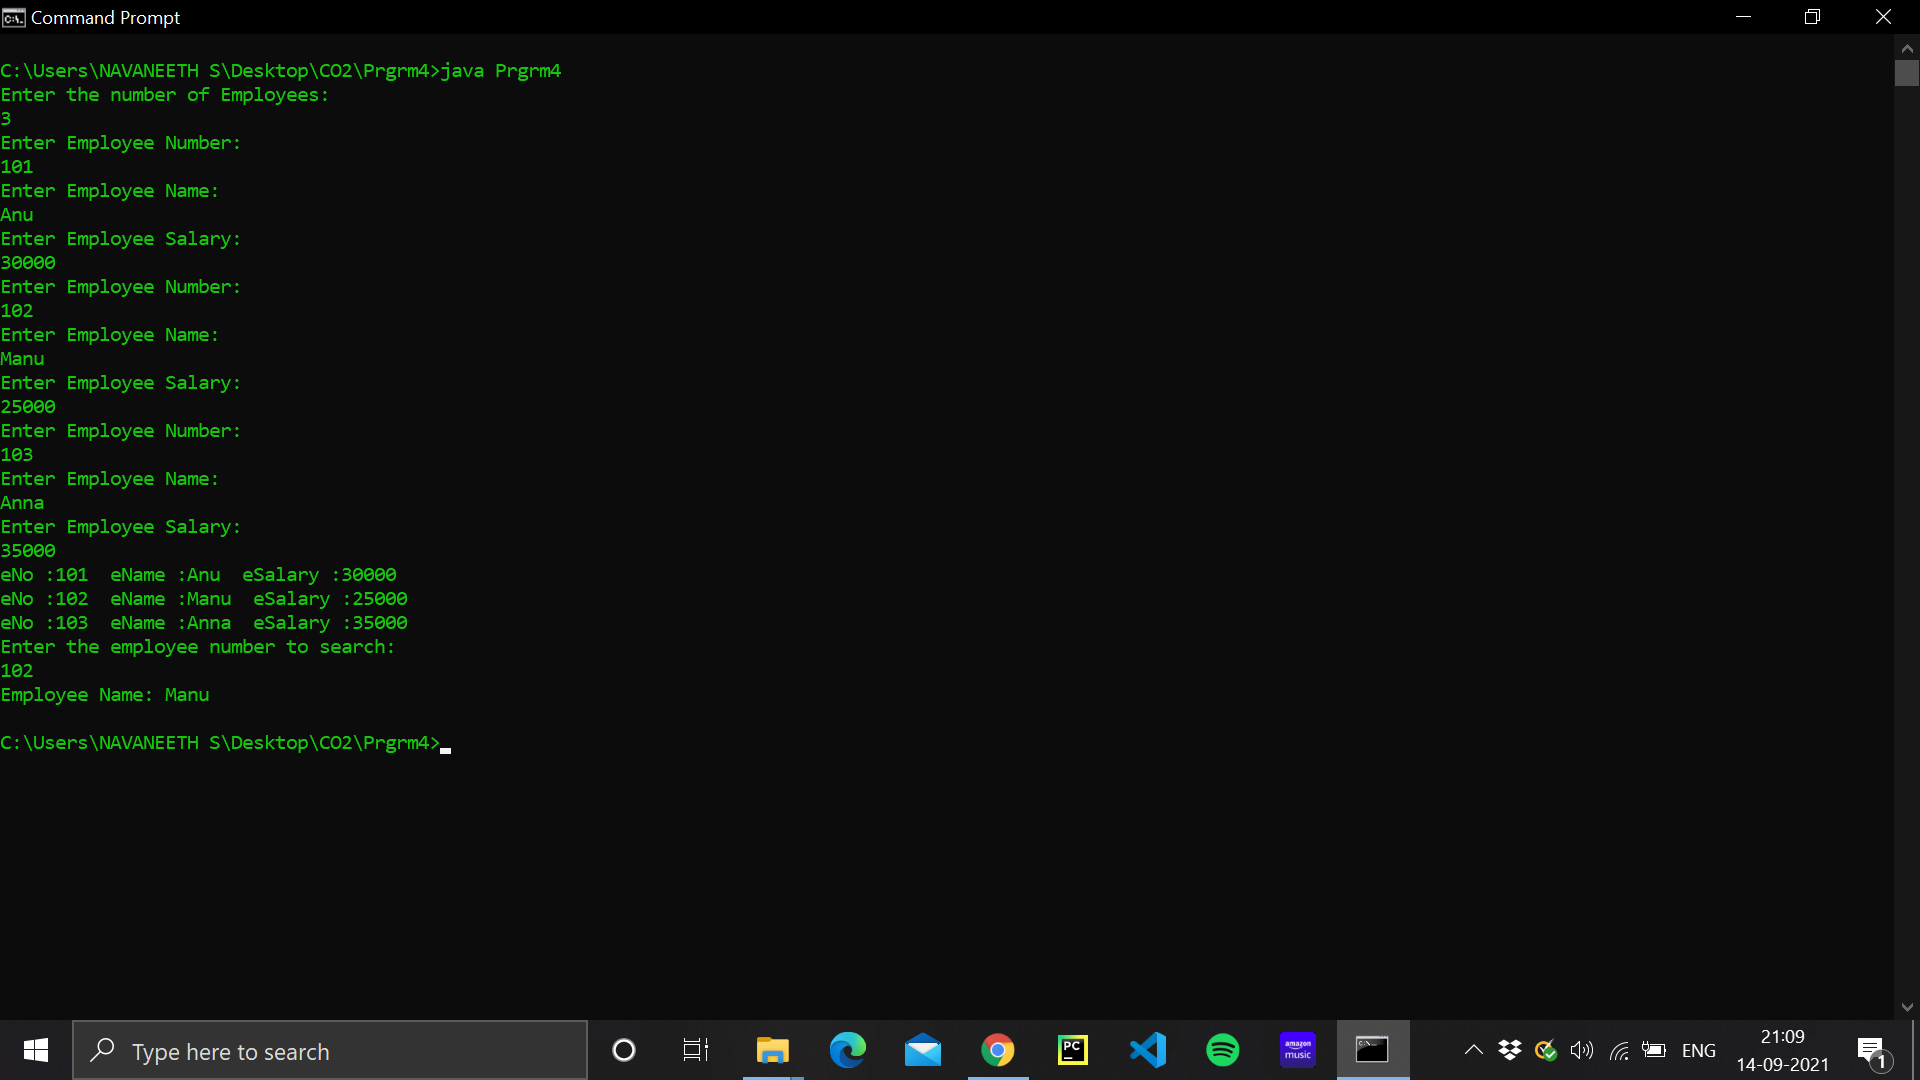 Command Prompt
C:\Users\NAVANEETH S\Desktop\CO2\Prgrm4>java Prgrm4
Enter the number of Employees:
3
Enter Employee Number:
101
Enter Employee Name:
Anu
Enter Employee Salary:
30000
Enter Employee Number:
102
Enter Employee Name:
Manu
Enter Employee Salary:
25000
Enter Employee Number:
103
Enter Employee Name:
Anna
Enter Employee Salary:
35000
eNo :101  eName :Anu  eSalary :30000
eNo :102  eName :Manu  eSalary :25000
eNo :103  eName :Anna  eSalary :35000
Enter the employee number to search:
102
Employee Name: Manu
C:\Users\NAVANEETH S\Desktop\CO2\Prgrm4>
Type here to search
PC
amazon
music
C:\.
ENG
21:09
14-09-2021
1